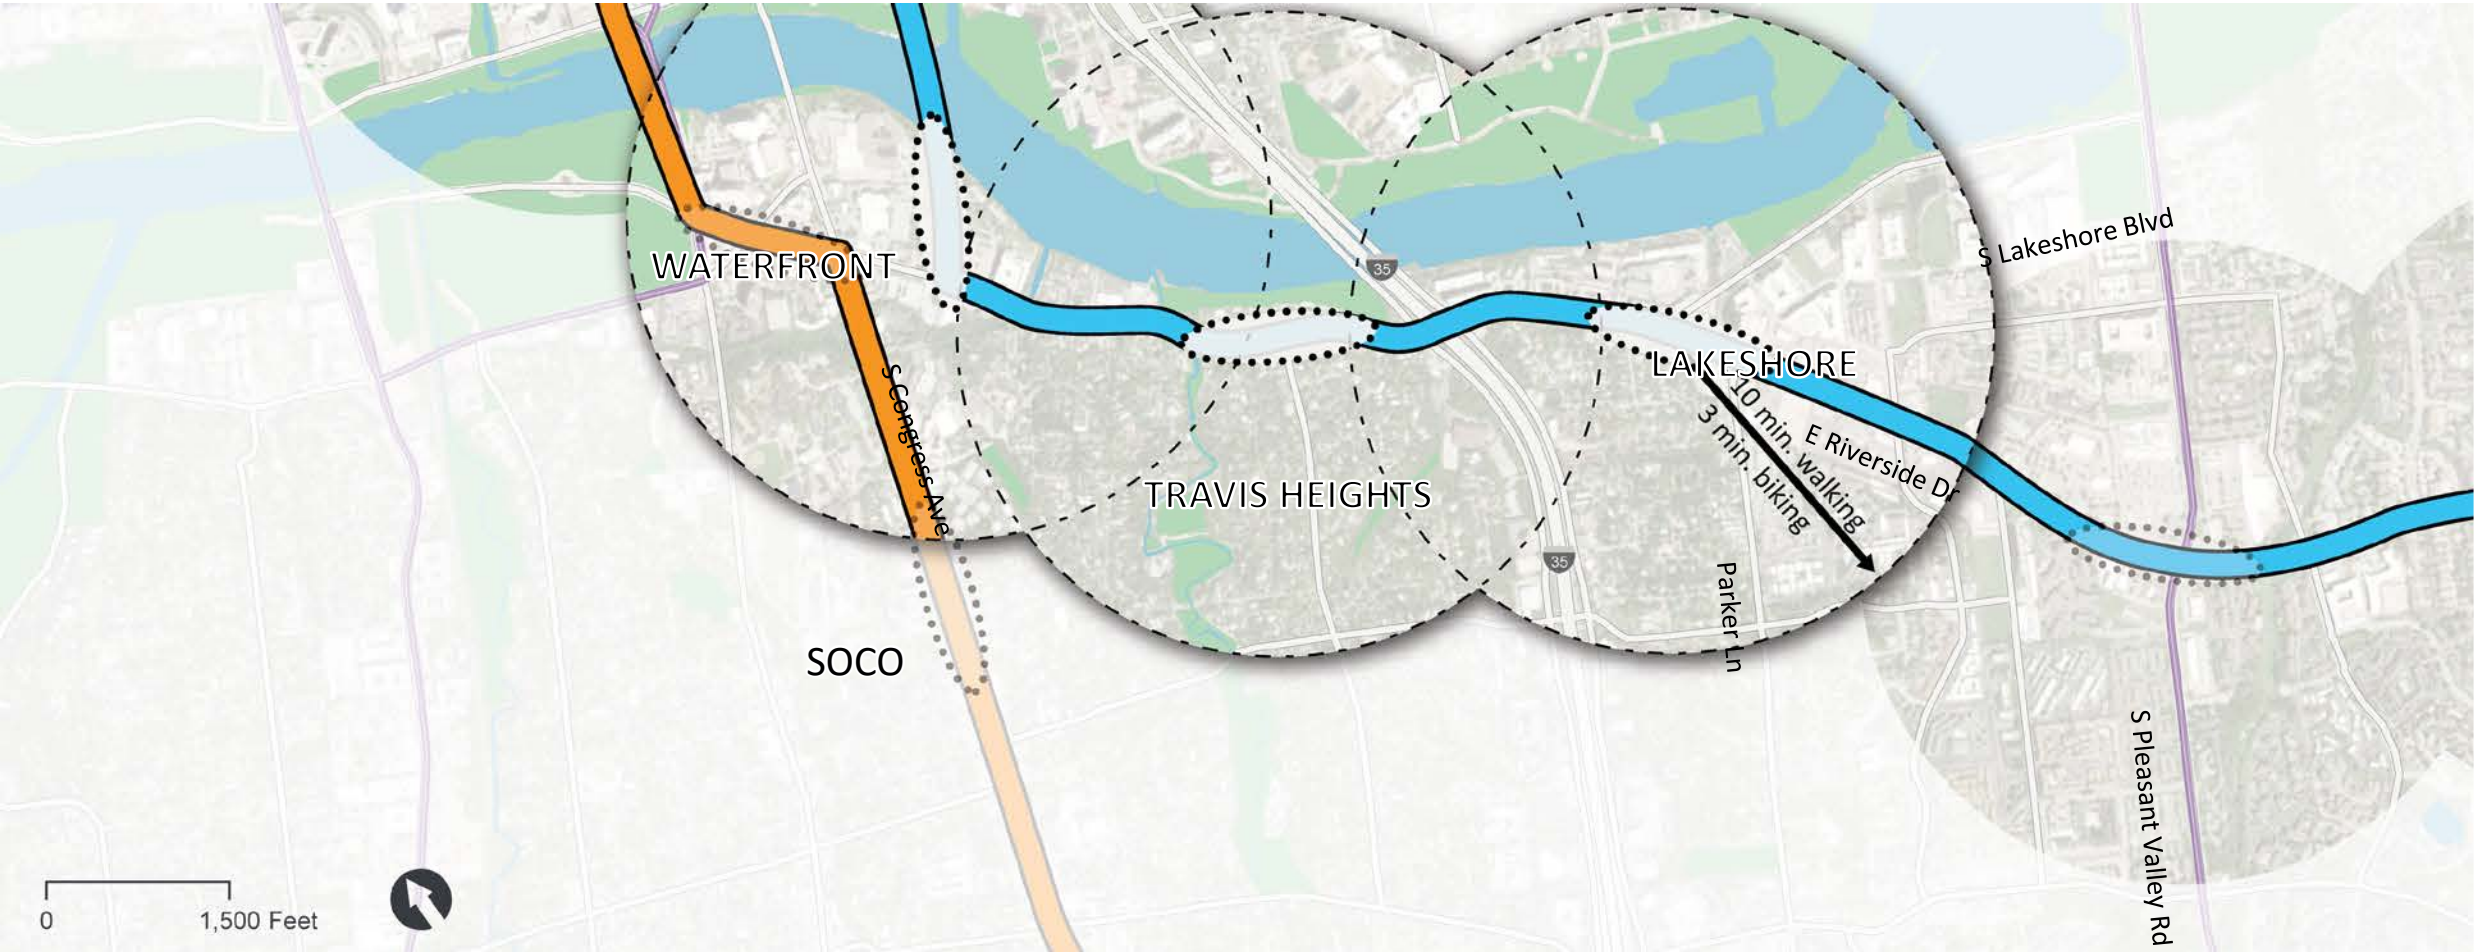 S Lakeshore Blvd
WATERFRONT
35
LAKESHORE
S Congress Ave
10 min. walking
3 min. biking
E Riverside Dr
TRAVIS HEIGHTS
35
Parker Ln
SOCO
S Pleasant Valley Rd
0 1,500 Feet